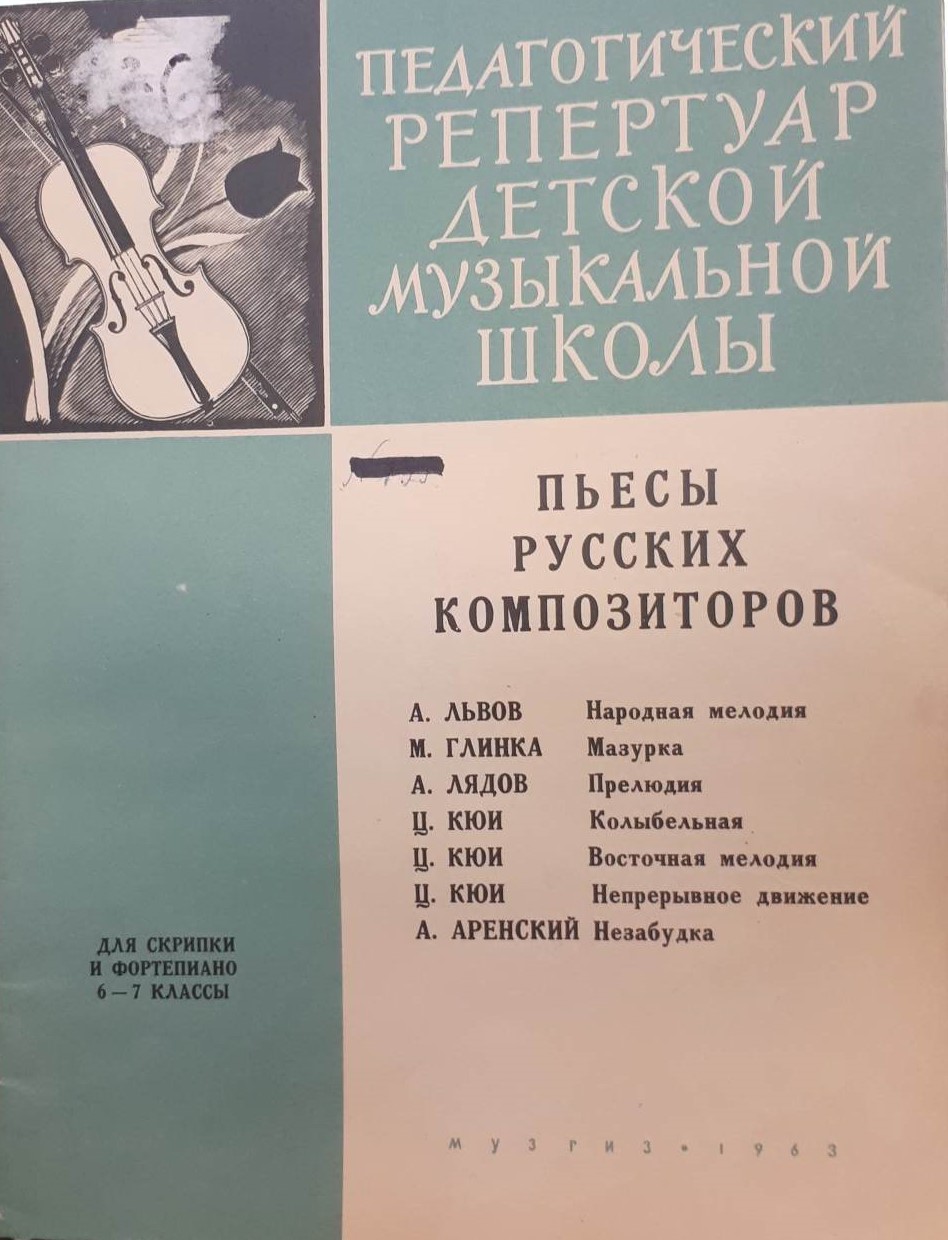 ПЕДАГОГИЧЕСКИЙ
РЕПЕРТУАР
ДЕТСКОЙ
МУЗЫКАЛЬНОЙ
ШКОЛЫ
ПЬЕСЫ
РУССКИХ
КОМПОЗИТОРОВ
А. ЛЬВОВ Народная мелодия
М. ГЛИНКА Мазурка
А. ЛЯДОВ Прелюдия
Ц. КЮИ Колыбельная
Ц. КЮИ Восточная мелодия
Ц. КЮИ Непрерывное движение
А. АРЕНСКИЙ Незабудка
ДЛЯ СКРИПКИ
И ФОРТЕПИАНО
6 — 7 КЛАССЫ
МУЗГИЗ • 1963